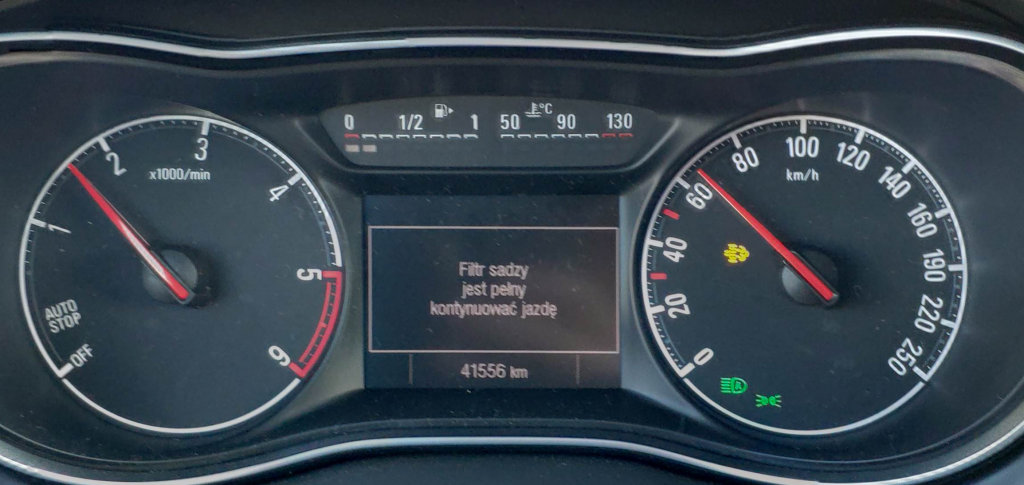 0 1/2 1
°C
50 90 130
1 2 3 4 5 6
x1000/min
AUTO
STOP
OFF
Filtr sadzy
jest pełny
kontynuować jazdę
41556 km
0 20 40 60 80 100 120 140 160 190 220 250
km/h
A